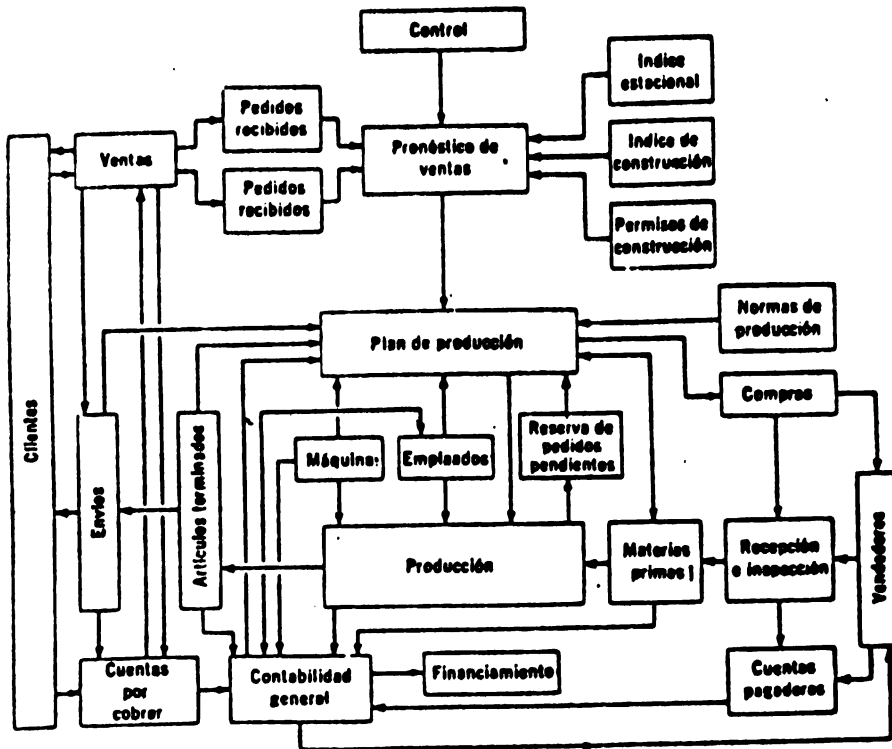 Control
Indice
estacional
Pedidos
recibidos
Ventas
Pronóstico de
ventas
Indice de
construcción
Pedidos
recibidos
Permisos de
construcción
Normas de
producción
Plan de producción
Compras
Clientes
Envíos
Artículos terminados
Máquinas
Empleados
Reserva de
pedidos
pendientes
Vendedores
Producción
Materias
primas
Recepción
e inspección
Cuentas
por
cobrar
Contabilidad
general
Financiamiento
Cuentas
pagaderas